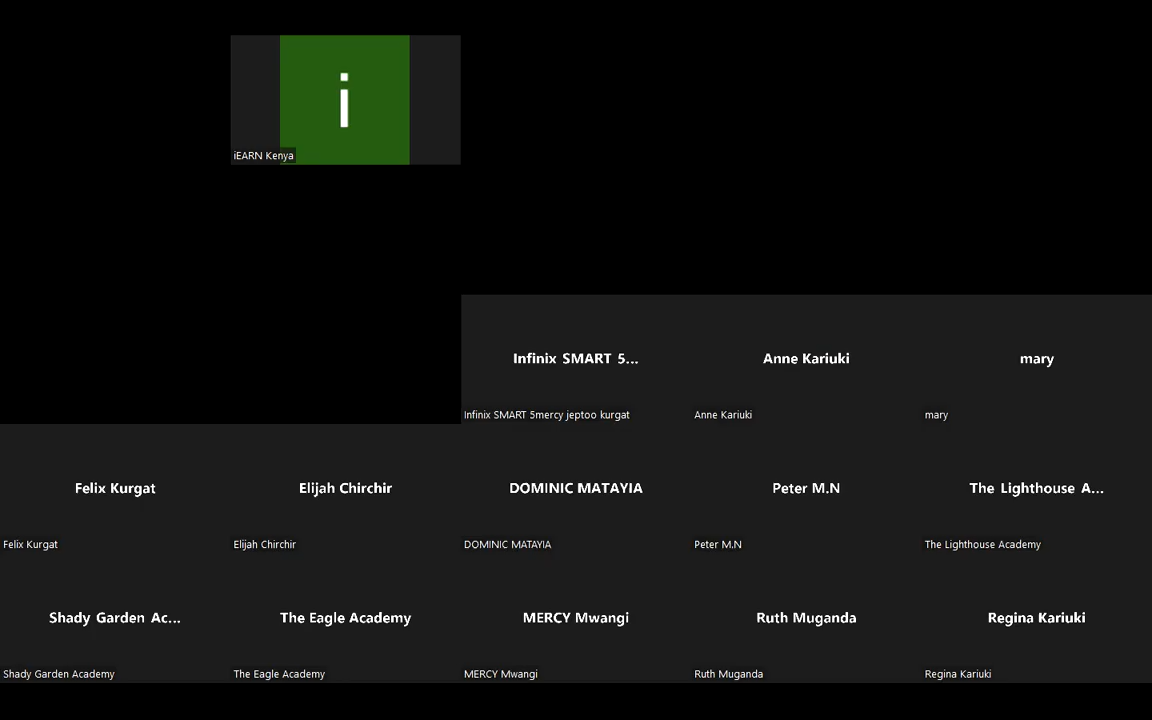 i
iEARN Kenya
Infinix SMART 5...
Anne Kariuki
mary
Infinix SMART 5mercy jeptoo kurgat
Anne Kariuki
mary
Felix Kurgat
Elijah Chirchir
DOMINIC MATAYIA
Peter M.N
The Lighthouse A...
Felix Kurgat
Elijah Chirchir
DOMINIC MATAYIA
Peter M.N
The Lighthouse Academy
Shady Garden Ac...
The Eagle Academy
MERCY Mwangi
Ruth Muganda
Regina Kariuki
Shady Garden Academy
The Eagle Academy
MERCY Mwangi
Ruth Muganda
Regina Kariuki